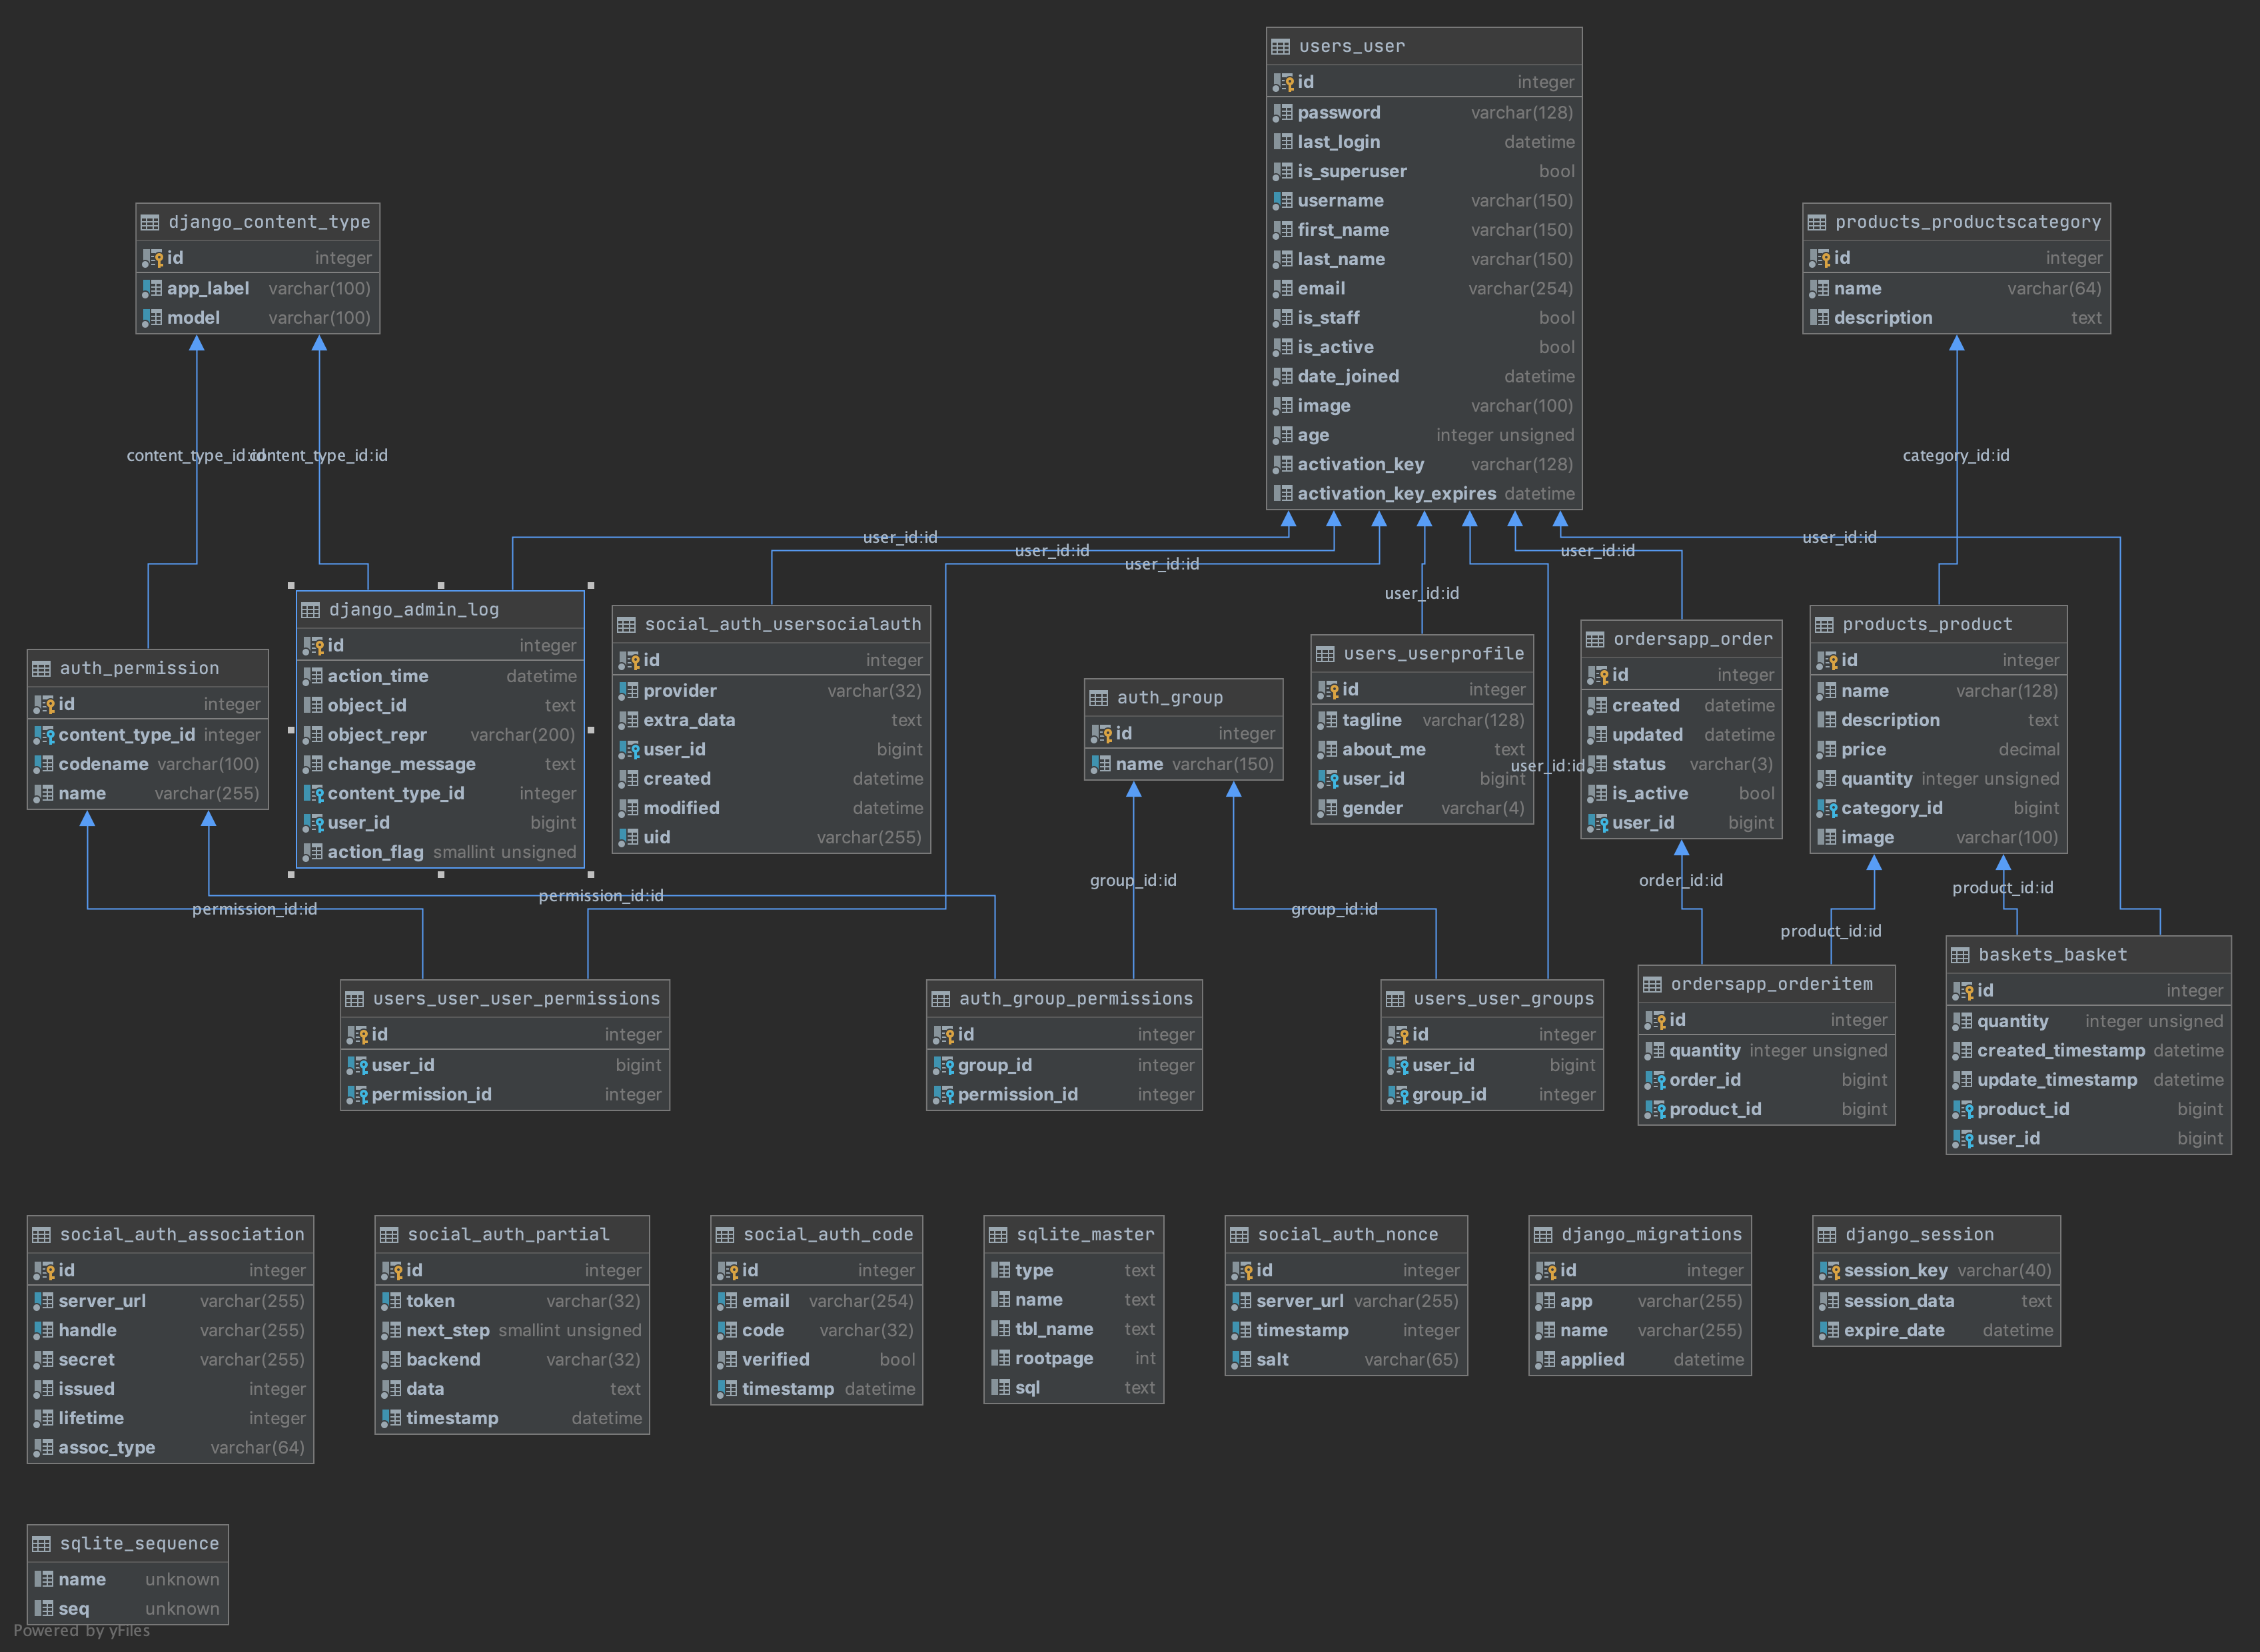 users_user
id integer
password varchar(128)
last_login datetime
is_superuser bool
username varchar(150)
first_name varchar(150)
last_name varchar(150)
email varchar(254)
is_staff bool
is_active bool
date_joined datetime
image varchar(100)
age integer unsigned
activation_key varchar(128)
activation_key_expires datetime
django_content_type
id integer
app_label varchar(100)
model varchar(100)
products_productscategory
id integer
name varchar(64)
description text
content_type_id:id
content_type_id:id
category_id:id
user_id:id
user_id:id
user_id:id
user_id:id
user_id:id
user_id:id
user_id:id
auth_permission
id integer
content_type_id integer
codename varchar(100)
name varchar(255)
django_admin_log
id integer
action_time datetime
object_id text
object_repr varchar(200)
change_message text
content_type_id integer
user_id bigint
action_flag smallint unsigned
social_auth_usersocialauth
id integer
provider varchar(32)
extra_data text
user_id bigint
created datetime
modified datetime
uid varchar(255)
auth_group
id integer
name varchar(150)
users_userprofile
id integer
tagline varchar(128)
about_me text
user_id bigint
gender varchar(4)
ordersapp_order
id integer
created datetime
updated datetime
status varchar(3)
is_active bool
user_id bigint
products_product
id integer
name varchar(128)
description text
price decimal
quantity integer unsigned
category_id bigint
image varchar(100)
permission_id:id
permission_id:id
group_id:id
group_id:id
order_id:id
product_id:id
product_id:id
users_user_user_permissions
id integer
user_id bigint
permission_id integer
auth_group_permissions
id integer
group_id integer
permission_id integer
users_user_groups
id integer
user_id bigint
group_id integer
ordersapp_orderitem
id integer
quantity integer unsigned
order_id bigint
product_id bigint
baskets_basket
id integer
quantity integer unsigned
created_timestamp datetime
update_timestamp datetime
product_id bigint
user_id bigint
social_auth_association
id integer
server_url varchar(255)
handle varchar(255)
secret varchar(255)
issued integer
lifetime integer
assoc_type varchar(64)
social_auth_partial
id integer
token varchar(32)
next_step smallint unsigned
backend varchar(32)
data text
timestamp datetime
social_auth_code
id integer
email varchar(254)
code varchar(32)
verified bool
timestamp datetime
sqlite_master
type text
name text
tbl_name text
rootpage int
sql text
social_auth_nonce
id integer
server_url varchar(255)
timestamp integer
salt varchar(65)
django_migrations
id integer
app varchar(255)
name varchar(255)
applied datetime
django_session
session_key varchar(40)
session_data text
expire_date datetime
sqlite_sequence
name unknown
seq unknown
Powered by yFiles